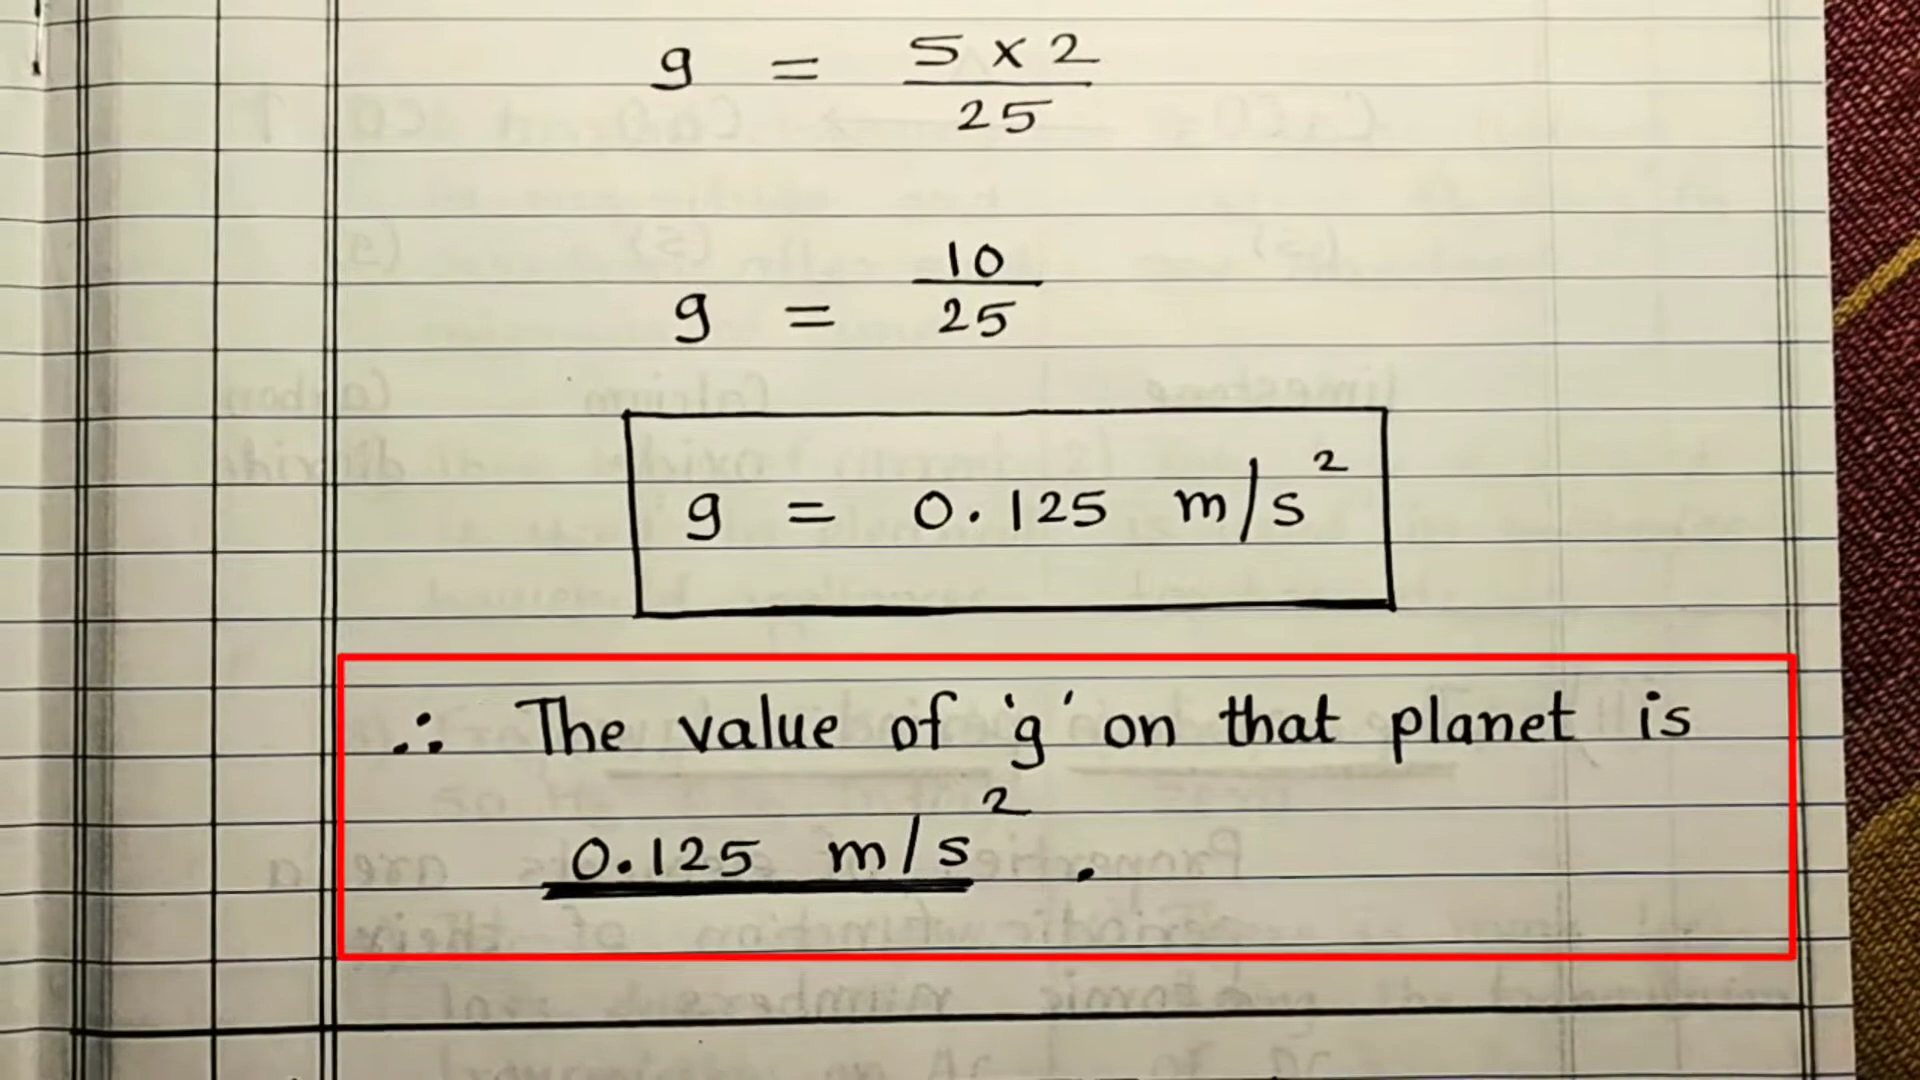 g = 5 × 2 / 25
g = 10 / 25
g = 0.125 m/s²
∴ The value of 'g' on that planet is
0.125 m/s².